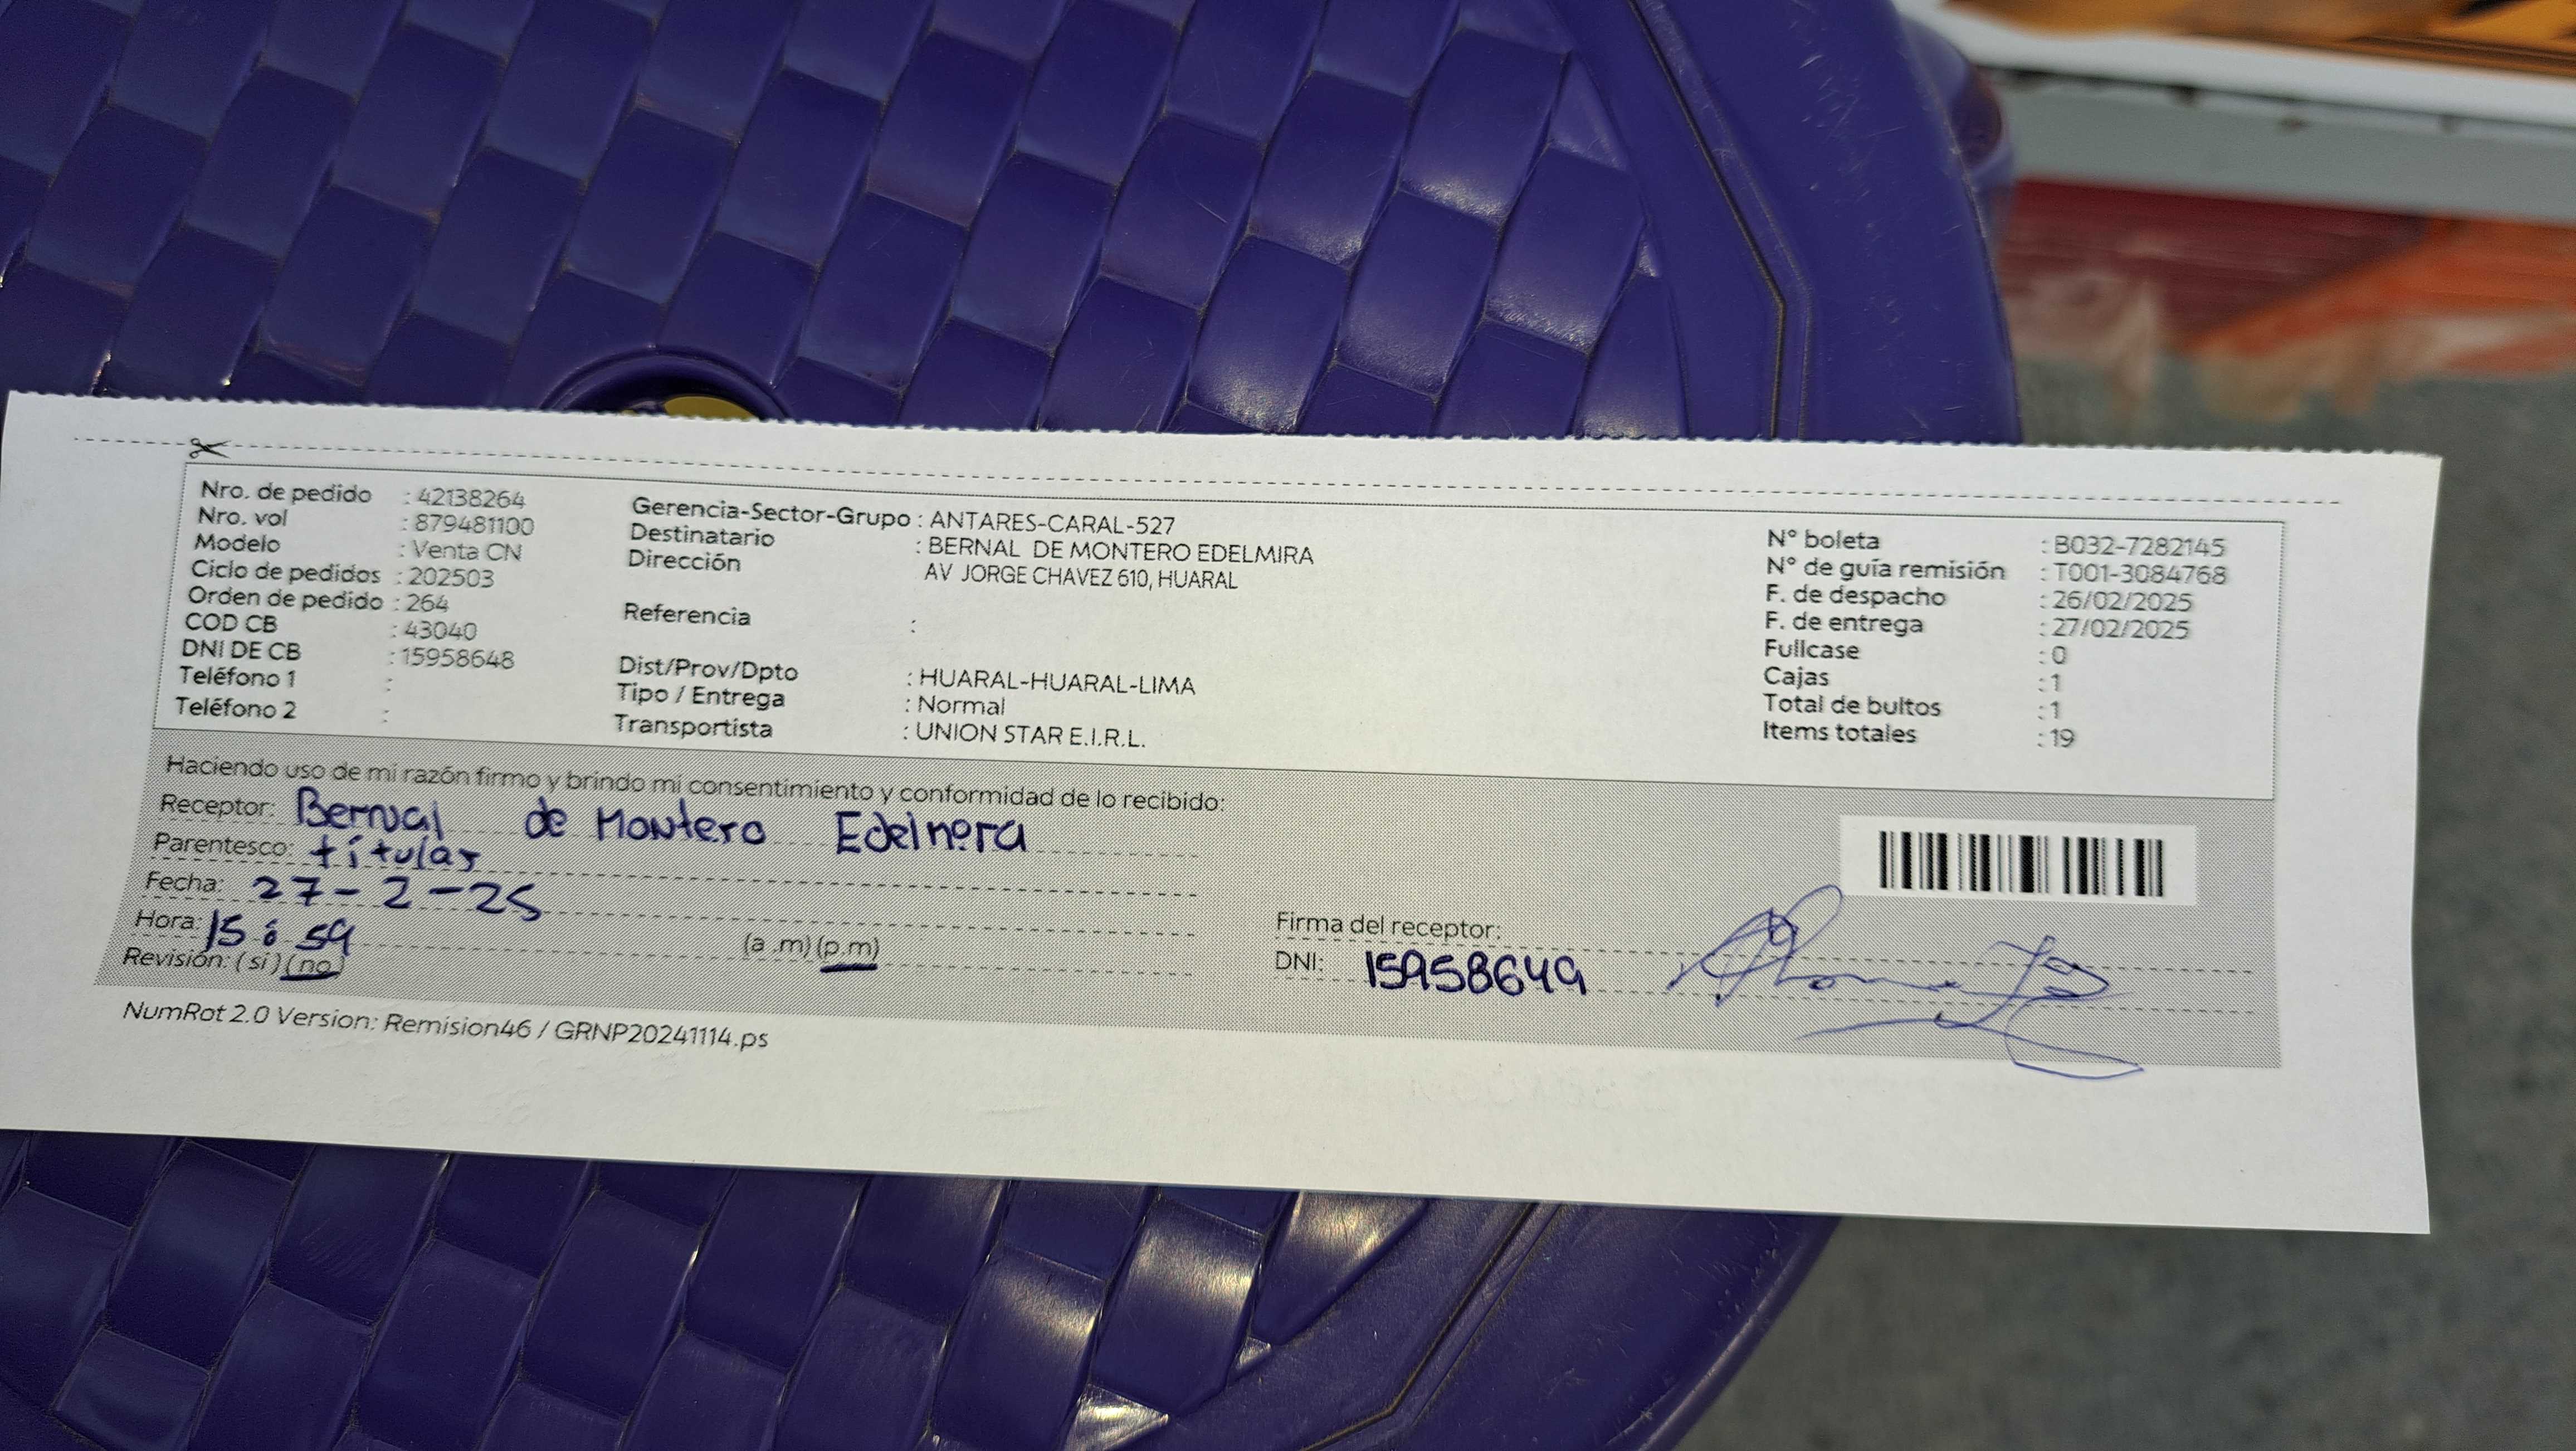 Nro. de pedido : 42138264
Nro. vol : 879481100
Modelo : Venta CN
Ciclo de pedidos : 202503
Orden de pedido : 264
COD CB : 43040
DNI DE CB : 15958648
Teléfono 1 :
Teléfono 2 :
Gerencia-Sector-Grupo : ANTARES-CARAL-527
Destinatario : BERNAL DE MONTERO EDELMIRA
Dirección AV JORGE CHAVEZ 610, HUARAL
Referencia :
Dist/Prov/Dpto : HUARAL-HUARAL-LIMA
Tipo / Entrega : Normal
Transportista : UNION STAR E.I.R.L.
N° boleta : B032-7282145
N° de guía remisión : T001-3084768
F. de despacho : 26/02/2025
F. de entrega : 27/02/2025
Fullcase : 0
Cajas : 1
Total de bultos : 1
Items totales : 19
Haciendo uso de mi razón firmo y brindo mi consentimiento y conformidad de lo recibido:
Receptor: Bernal de Montero
Parentesco: titular
Fecha: 27-2-25
Hora: 15 : 59 (a .m) (p.m)
Revisión: (si) (no)
Firma del receptor:
DNI: 15958649
NumRot 2.0 Version: Remision46 / GRNP20241114.ps